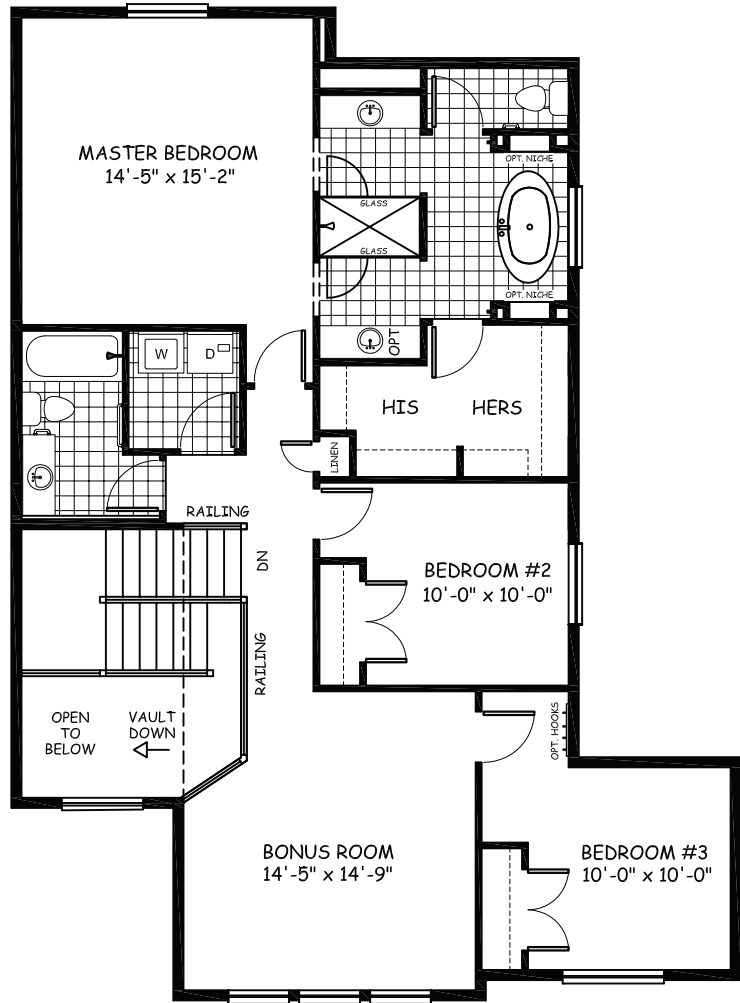 MASTER BEDROOM
14'-5" x 15'-2"
OPT. NICHE
GLASS
GLASS
OPT. NICHE
OPT
W
D
HIS
HERS
LINEN
RAILING
DN
BEDROOM #2
10'-0" x 10'-0"
RAILING
OPEN
TO
BELOW
VAULT
DOWN
OPT. HOOKS
BONUS ROOM
14'-5" x 14'-9"
BEDROOM #3
10'-0" x 10'-0"